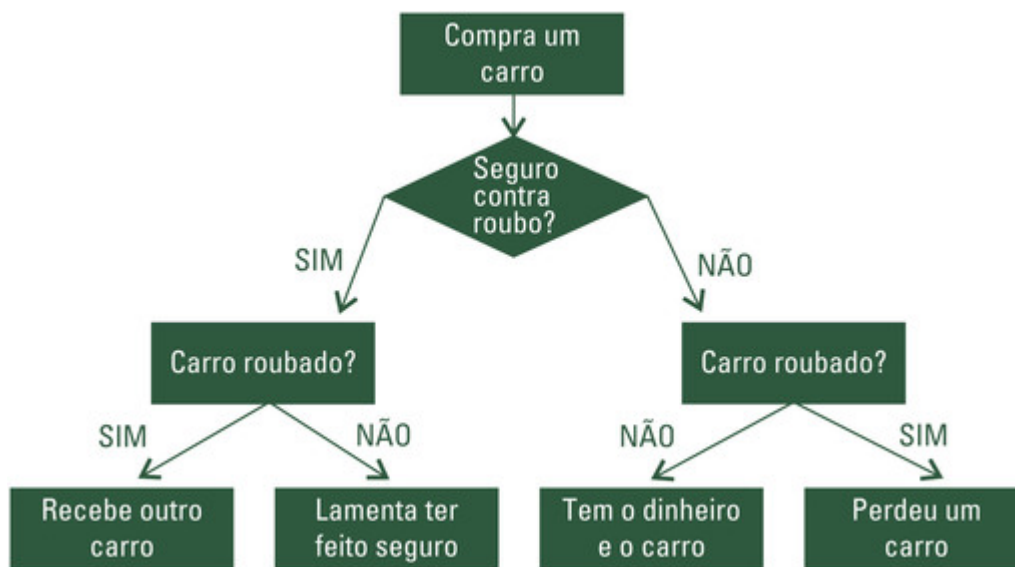 Compra um
carro
Seguro
contra
roubo?
SIM
NÃO
Carro roubado?
Carro roubado?
SIM
NÃO
NÃO
SIM
Recebe outro
carro
Lamenta ter
feito seguro
Tem o dinheiro
e o carro
Perdeu um
carro